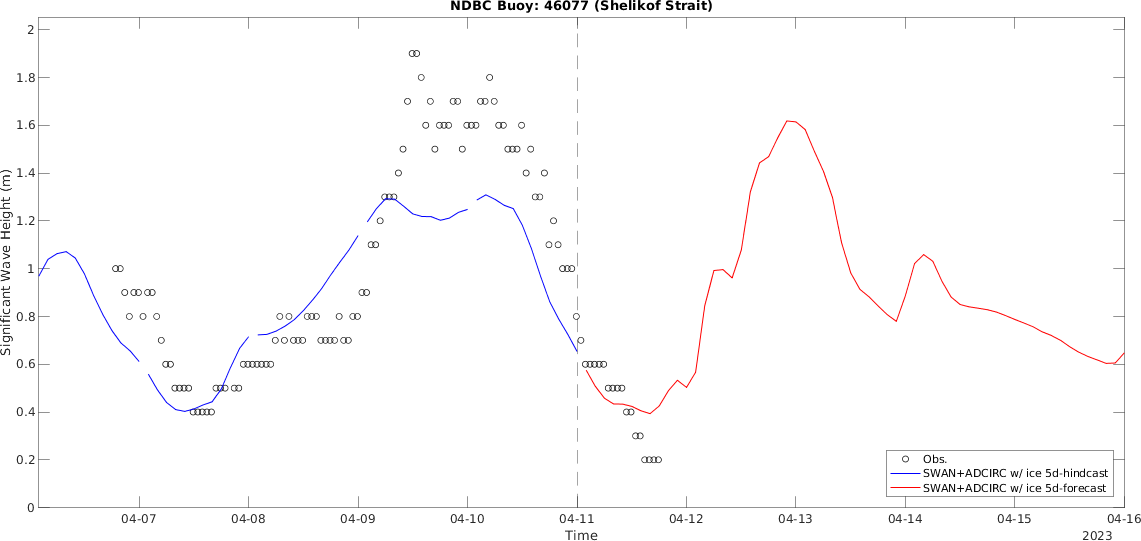 NDBC Buoy: 46077 (Shelikof Strait)
2
1.8
1.6
1.4
1.2
1
0.8
0.6
0.4
0.2
0
Significant Wave Height (m)
Obs.
SWAN+ADCIRC w/ ice 5d-hindcast
SWAN+ADCIRC w/ ice 5d-forecast
04-07 04-08 04-09 04-10 04-11 04-12 04-13 04-14 04-15 04-16
Time
2023